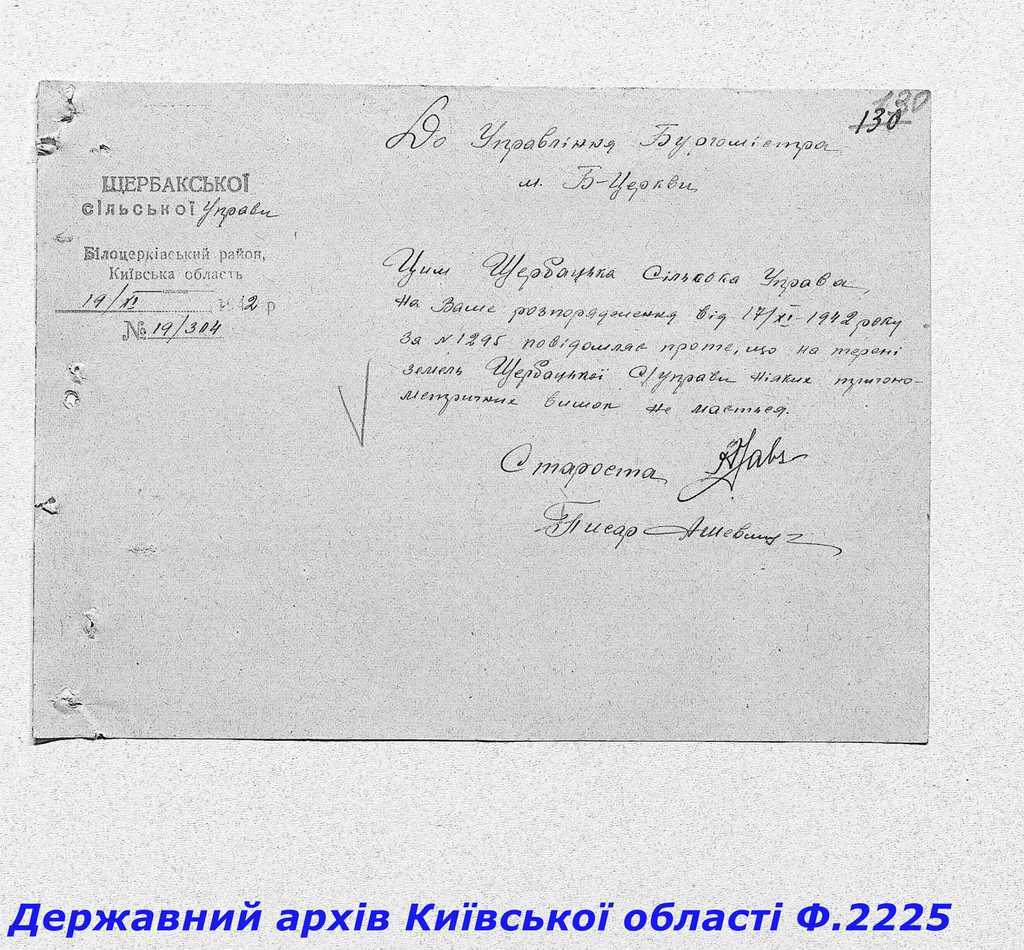 130
130
До Управління Бургомістра
м. Б-Церкви
ЩЕРБАКСЬКОЇ
сільської Управи
Білоцерківський район,
Київська область
19/XI 1942 р
№ 19/304
Цим Щербацька Сільська Управа,
на Ваше розпорядження від 17/XI-1942 року
за №1295 повідомляє проте, що на терені
земель Щербацької С/управи ніяких тригоно-
метричних вишок не мається.
Староста
Писар
Державний архів Київської області Ф.2225